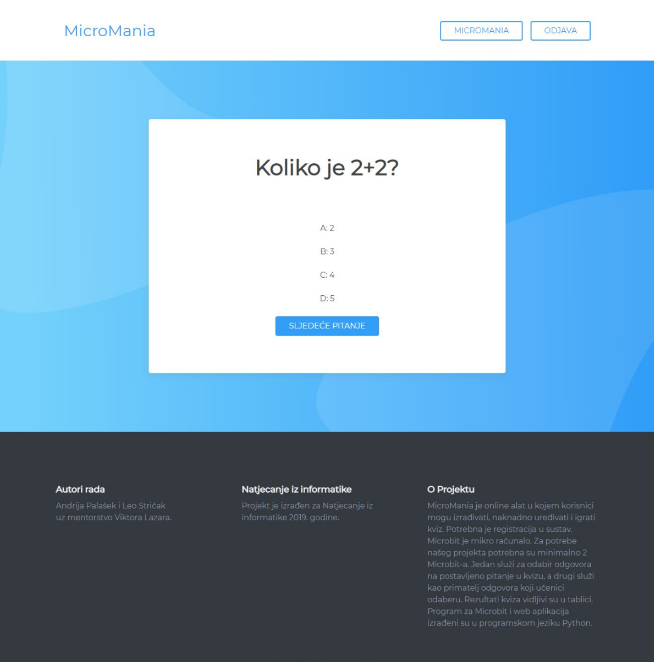 MicroMania
MICROMANIA
ODJAVA
Koliko je 2+2?
A: 2
B: 3
C: 4
D: 5
SLJEDEĆE PITANJE
Autori rada
Andrija Palašek i Leo Stričak
uz mentorstvo Viktora Lazara.
Natjecanje iz informatike
Projekt je izrađen za Natjecanje iz
informatike 2019. godine.
O Projektu
MicroMania je online alat u kojem korisnici
mogu izrađivati, naknadno uređivati i igrati
kviz. Potrebna je registracija u sustav.
Microbit je mikro računalo. Za potrebe
našeg projekta potrebna su minimalno 2
Microbit-a. Jedan služi za odabir odgovora
na postavljeno pitanje u kvizu, a drugi služi
kao primatelj odgovora koji učenici
odaberu. Rezultati kviza vidljivi su u tablici.
Program za Microbit i web aplikacija
izrađeni su u programskom jeziku Python.